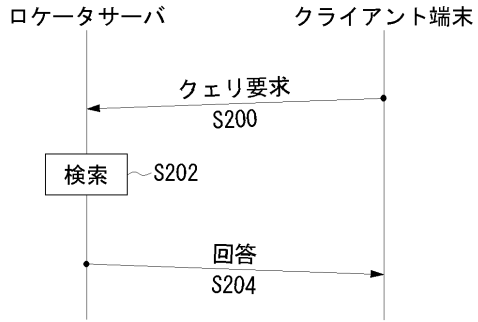 ロケータサーバ
クライアント端末
クェリ要求
S200
検索
S202
回答
S204